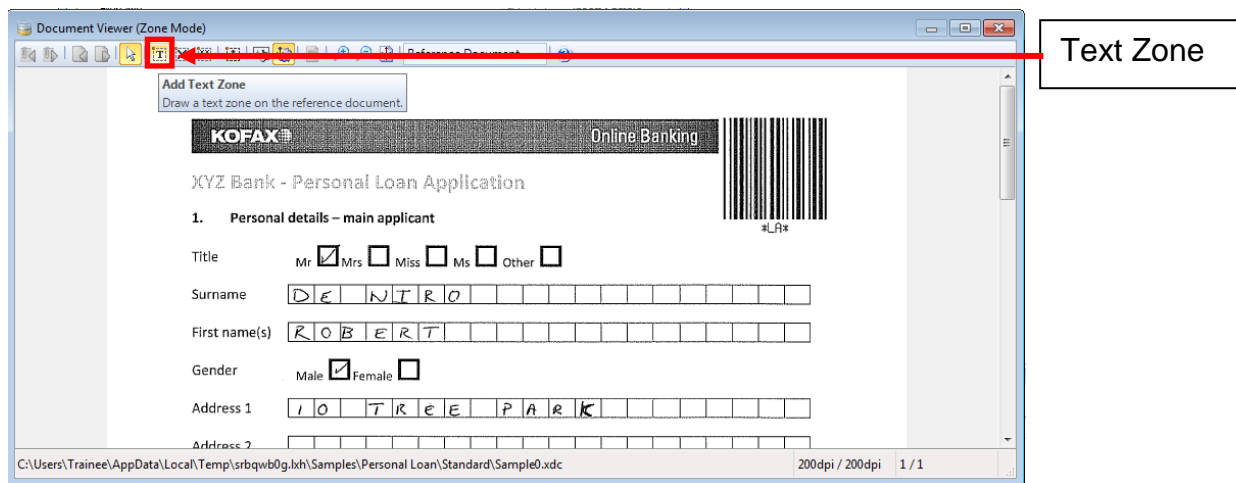 Document Viewer (Zone Mode)
Reference Document
Text Zone
Add Text Zone
Draw a text zone on the reference document.
KOFAX Online Banking
XYZ Bank - Personal Loan Application
*LA*
1. Personal details – main applicant
Title Mr Mrs Miss Ms Other
Surname DE NIRO
First name(s) ROBERT
Gender Male Female
Address 1 10 TREE PARK
Address 2
C:\Users\Trainee\AppData\Local\Temp\srbqwb0g.lxh\Samples\Personal Loan\Standard\Sample0.xdc 200dpi / 200dpi 1 / 1